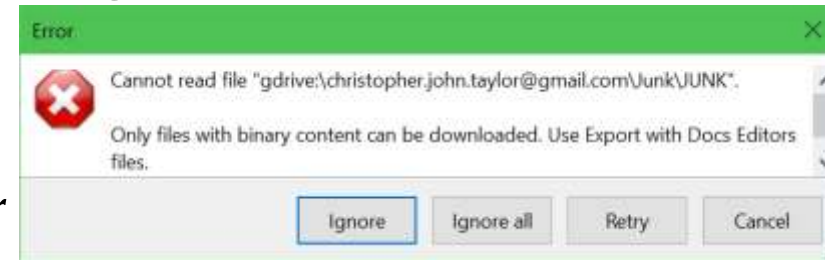 Error
Cannot read file "gdrive:\christopher.john.taylor@gmail.com\Junk\JUNK".
Only files with binary content can be downloaded. Use Export with Docs Editors
files.
Ignore
Ignore all
Retry
Cancel